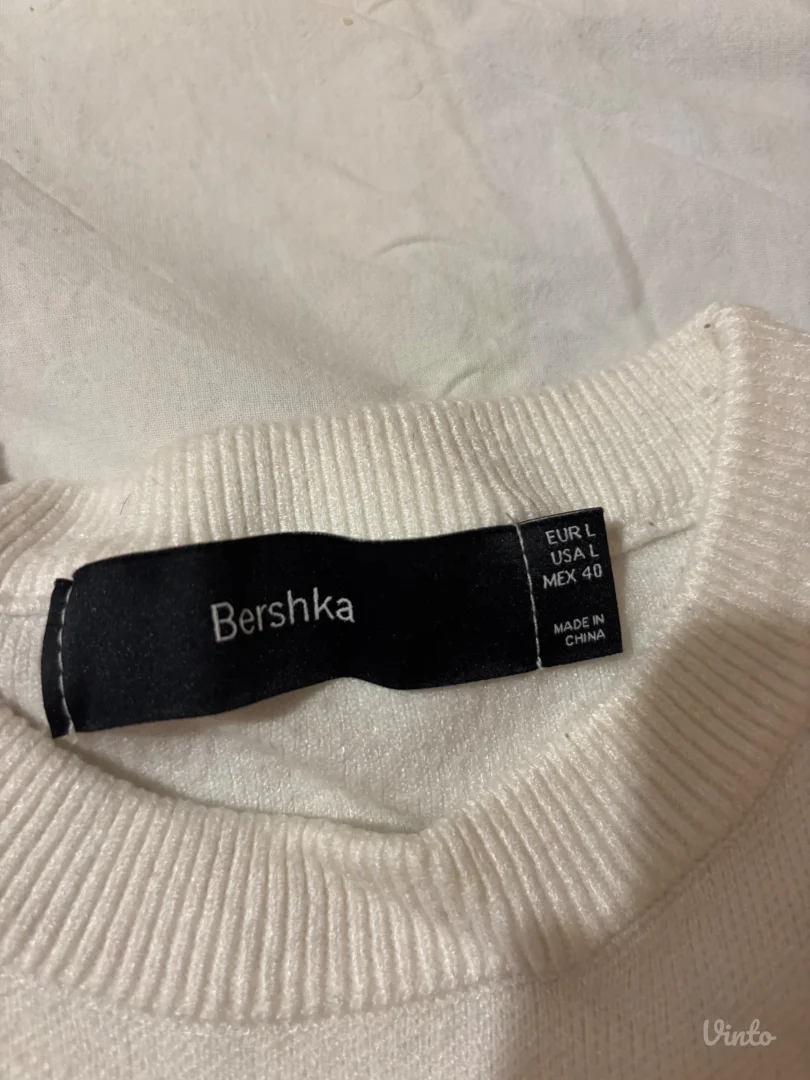 Bershka
EUR L
USA L
MEX 40
MADE IN
CHINA
Vinto